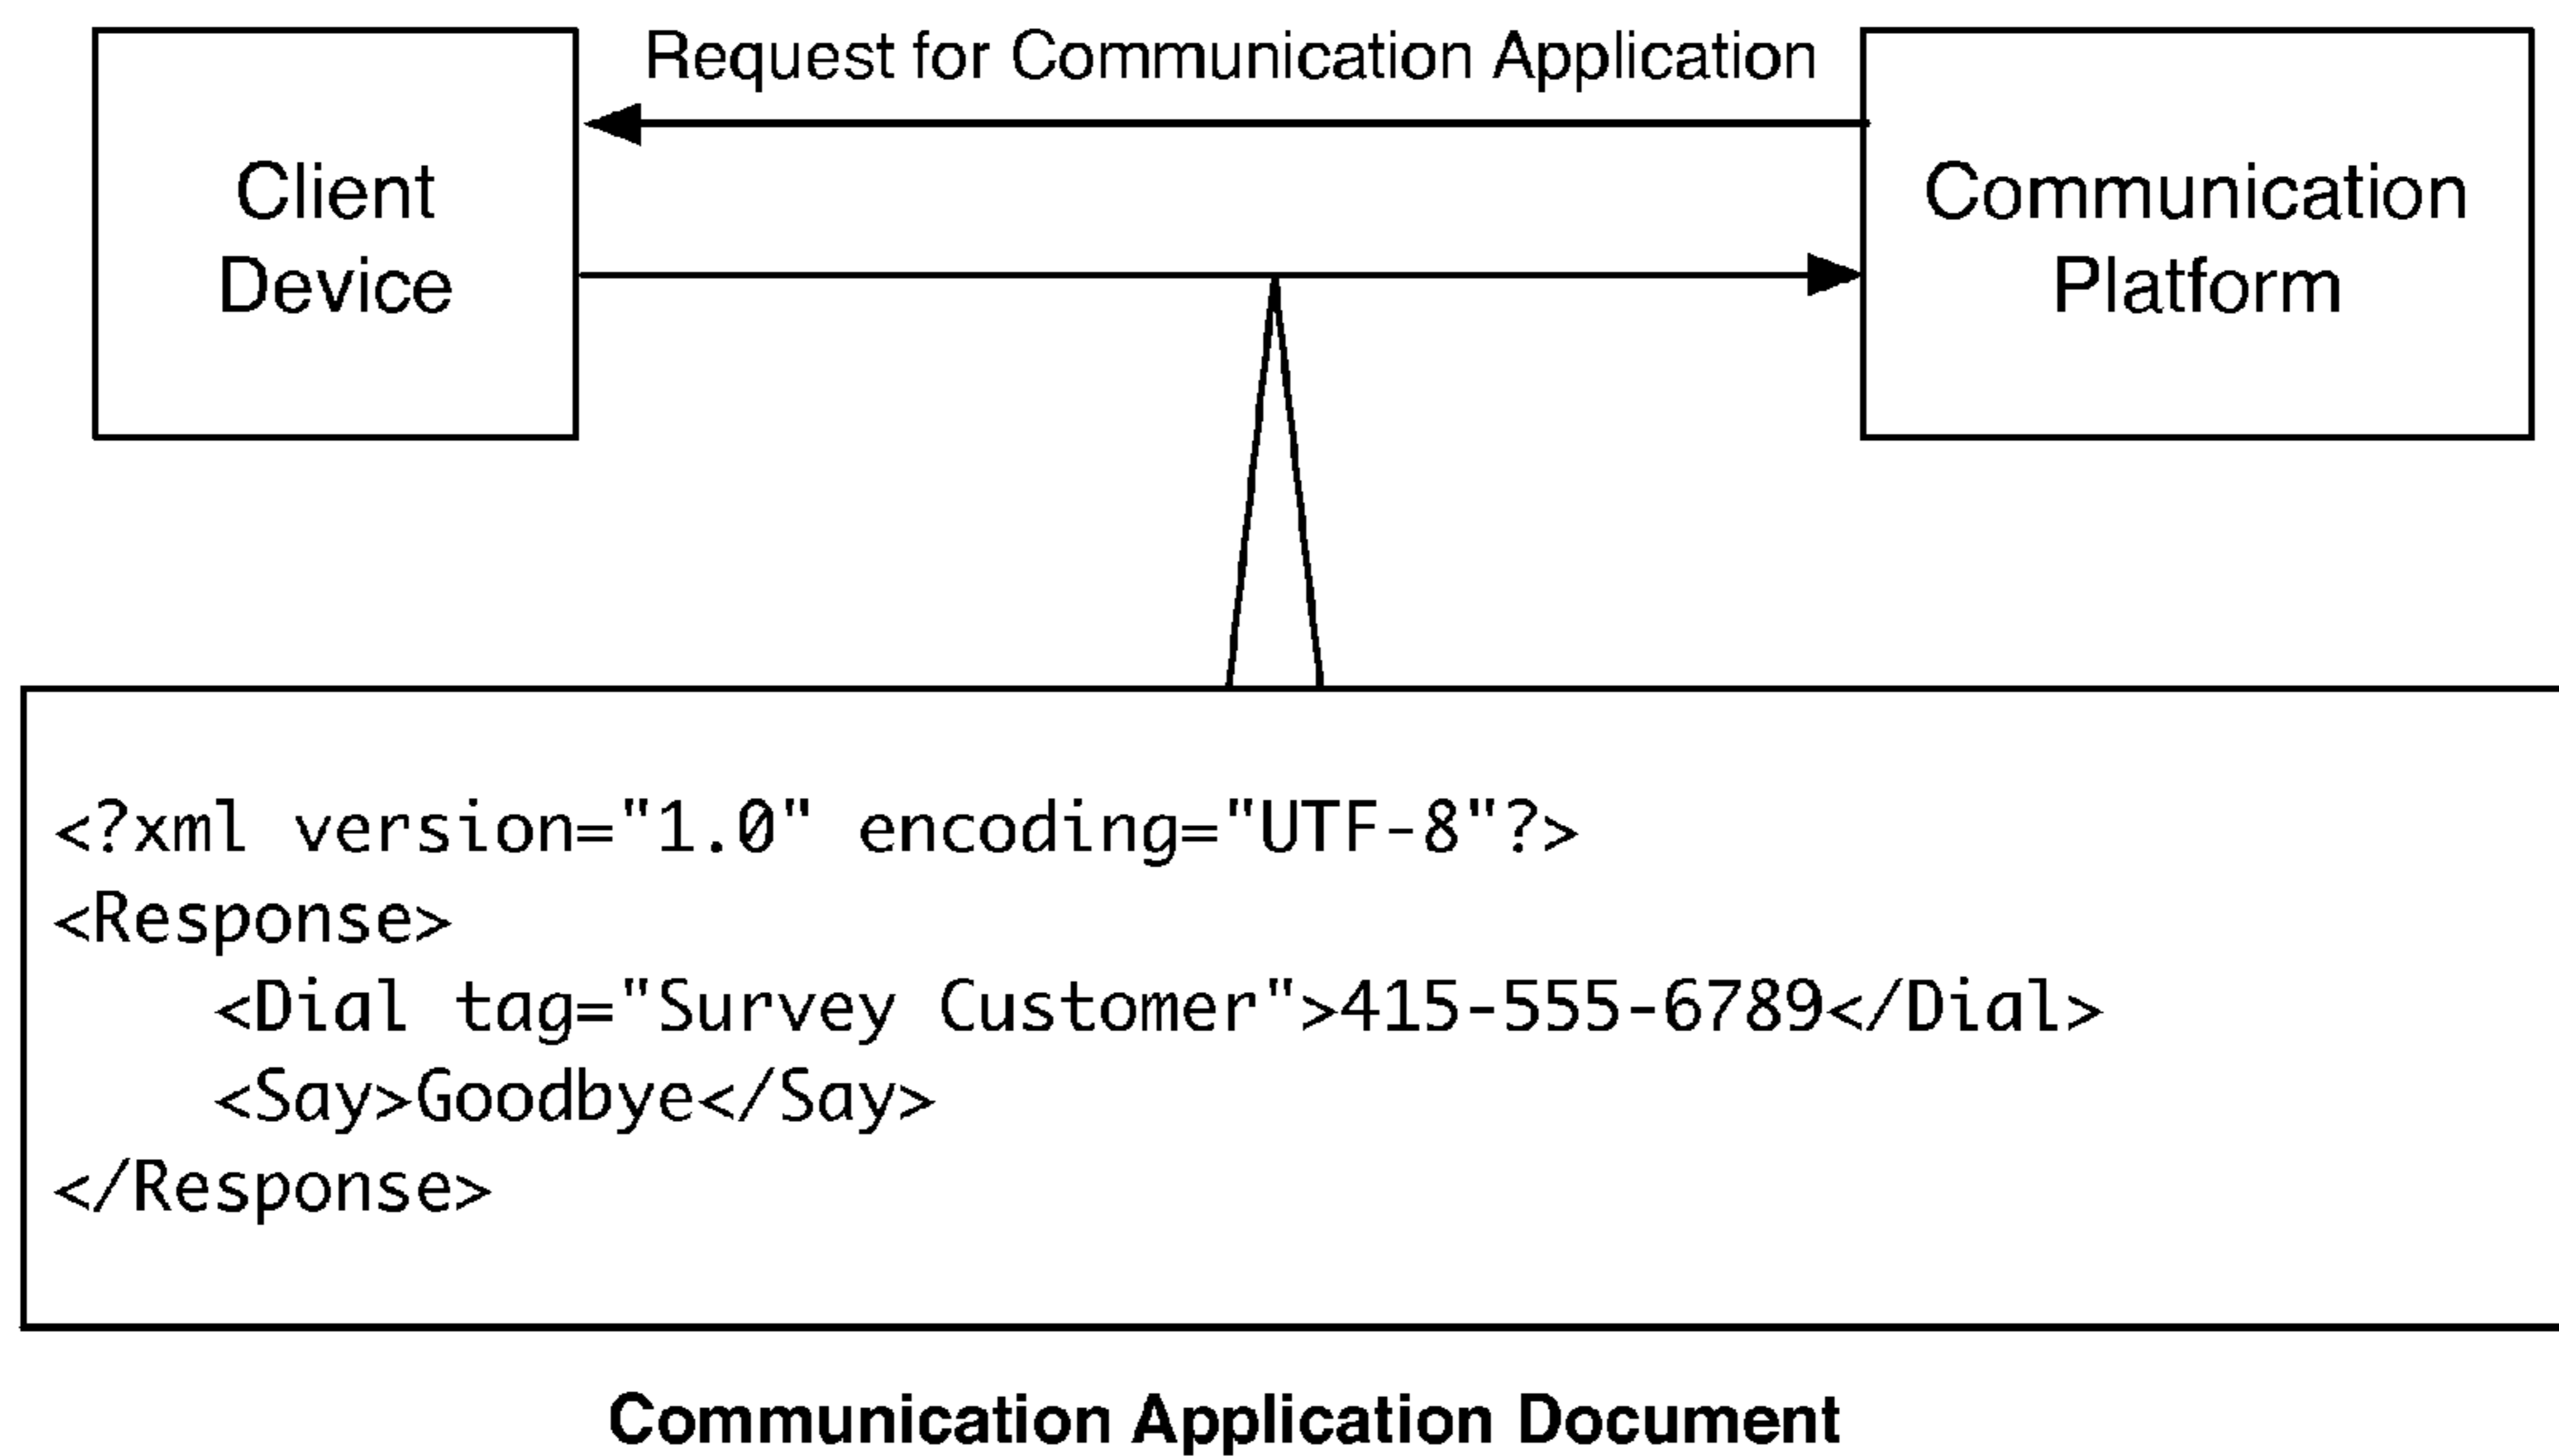 Request for Communication Application
Client
Device
Communication
Platform
<?xml version="1.0" encoding="UTF-8"?>
<Response>
    <Dial tag="Survey Customer">415-555-6789</Dial>
    <Say>Goodbye</Say>
</Response>
Communication Application Document